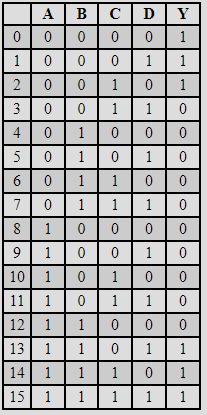 A B C D Y
0 0 0 0 0 1
1 0 0 0 1 1
2 0 0 1 0 1
3 0 0 1 1 0
4 0 1 0 0 0
5 0 1 0 1 0
6 0 1 1 0 0
7 0 1 1 1 0
8 1 0 0 0 0
9 1 0 0 1 0
10 1 0 1 0 0
11 1 0 1 1 0
12 1 1 0 0 0
13 1 1 0 1 1
14 1 1 1 0 1
15 1 1 1 1 1